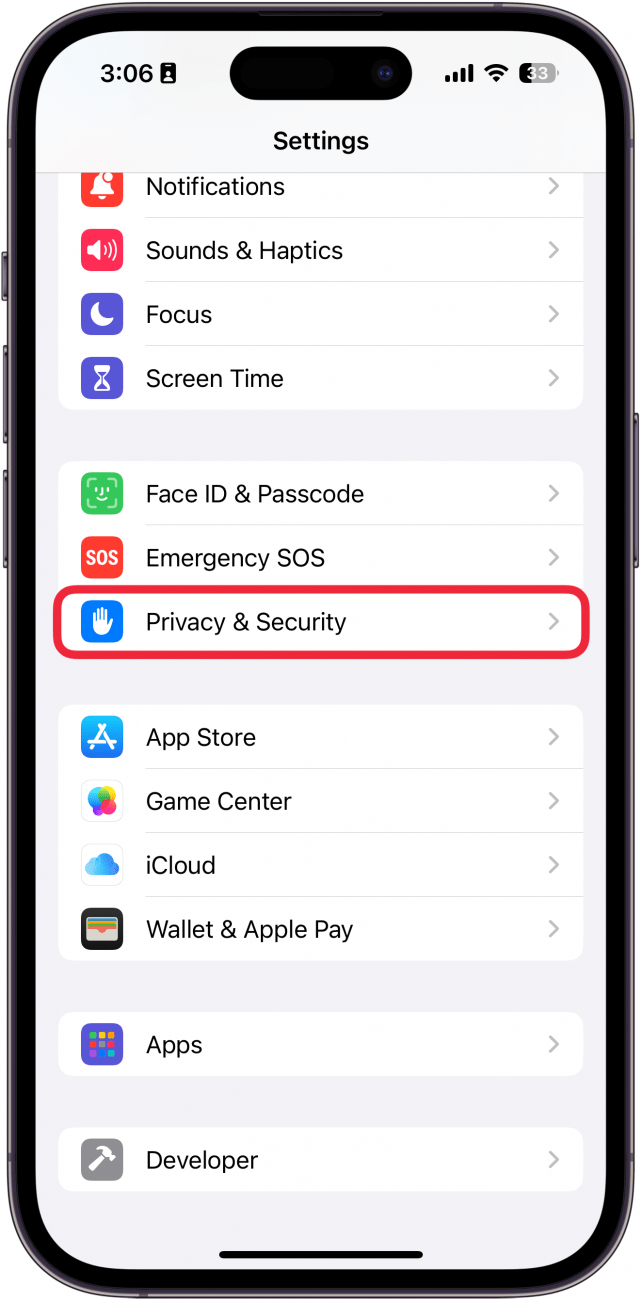 3:06
33
Settings
Notifications
Sounds & Haptics
Focus
Screen Time
Face ID & Passcode
SOS
Emergency SOS
Privacy & Security
App Store
Game Center
iCloud
Wallet & Apple Pay
Apps
Developer